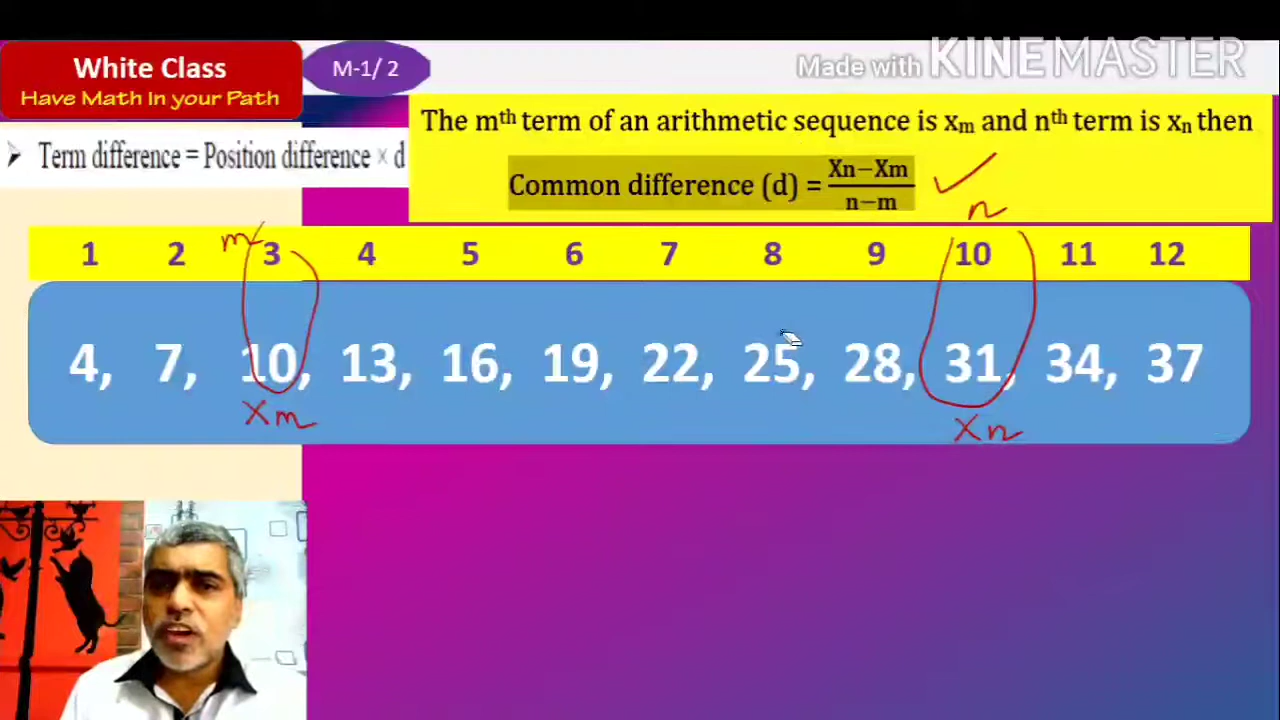 White Class
Have Math in your Path
M-1/ 2
Made with KINEMASTER
Term difference = Position difference × d
The mth term of an arithmetic sequence is xm and nth term is xn then
Common difference (d) = Xn−Xm
n−m
n
m
1 2 3 4 5 6 7 8 9 10 11 12
4, 7, 10, 13, 16, 19, 22, 25, 28, 31, 34, 37
Xm
Xn